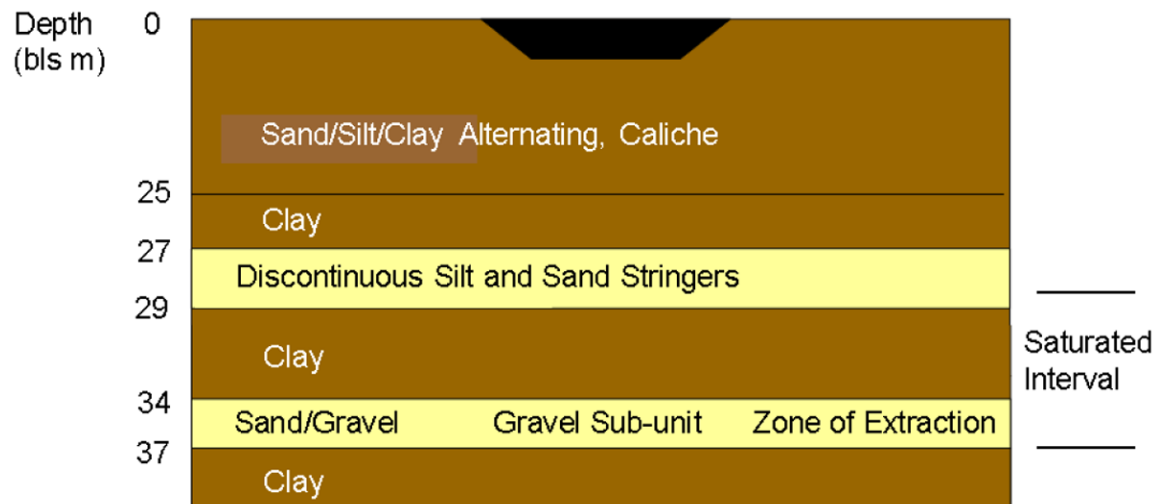 Depth
(bls m)
0
Sand/Silt/Clay Alternating, Caliche
25
Clay
27
Discontinuous Silt and Sand Stringers
29
Clay
Saturated
Interval
34
Sand/Gravel Gravel Sub-unit Zone of Extraction
37
Clay